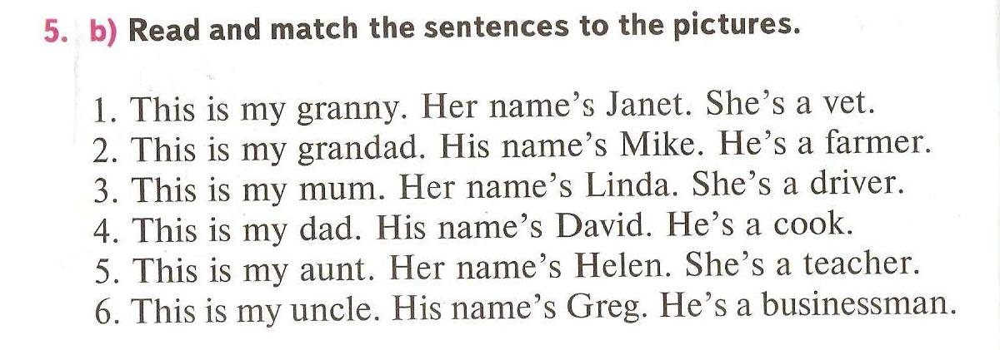 5. b) Read and match the sentences to the pictures.
1. This is my granny. Her name’s Janet. She’s a vet.
2. This is my grandad. His name’s Mike. He’s a farmer.
3. This is my mum. Her name’s Linda. She’s a driver.
4. This is my dad. His name’s David. He’s a cook.
5. This is my aunt. Her name’s Helen. She’s a teacher.
6. This is my uncle. His name’s Greg. He’s a businessman.